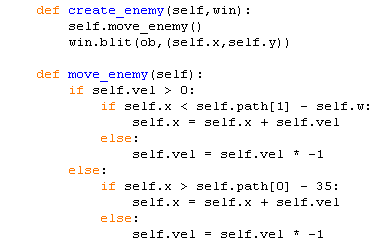 def create_enemy(self,win):
    self.move_enemy()
    win.blit(ob,(self.x,self.y))

def move_enemy(self):
    if self.vel > 0:
        if self.x < self.path[1] - self.w:
            self.x = self.x + self.vel
        else:
            self.vel = self.vel * -1
    else:
        if self.x > self.path[0] - 35:
            self.x = self.x + self.vel
        else:
            self.vel = self.vel * -1